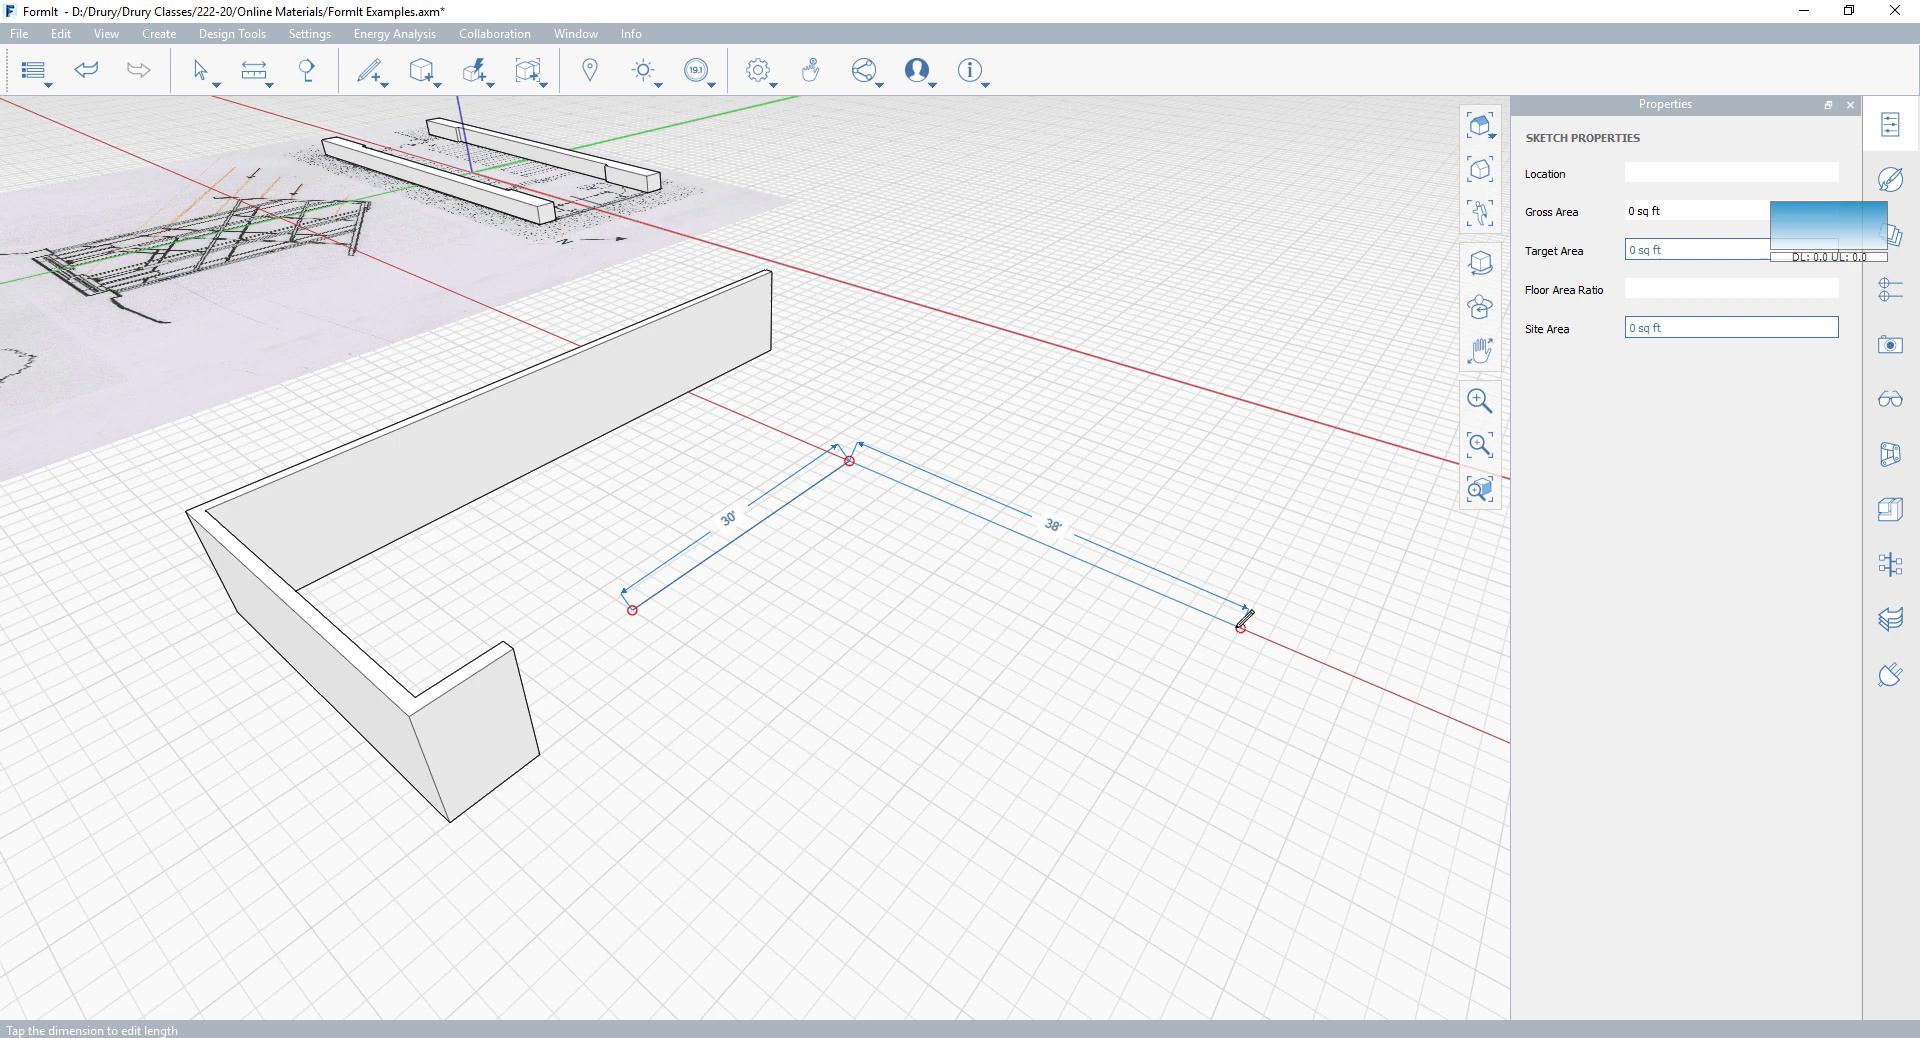 FormIt - D:/Drury/Drury Classes/222-20/Online Materials/FormIt Examples.axm*
File Edit View Create Design Tools Settings Energy Analysis Collaboration Window Info
19.1
Properties
SKETCH PROPERTIES
Location
Gross Area 0 sq ft
Target Area 0 sq ft
DL: 0.0 UL: 0.0
Floor Area Ratio
Site Area 0 sq ft
N
30'
38'
Tap the dimension to edit length